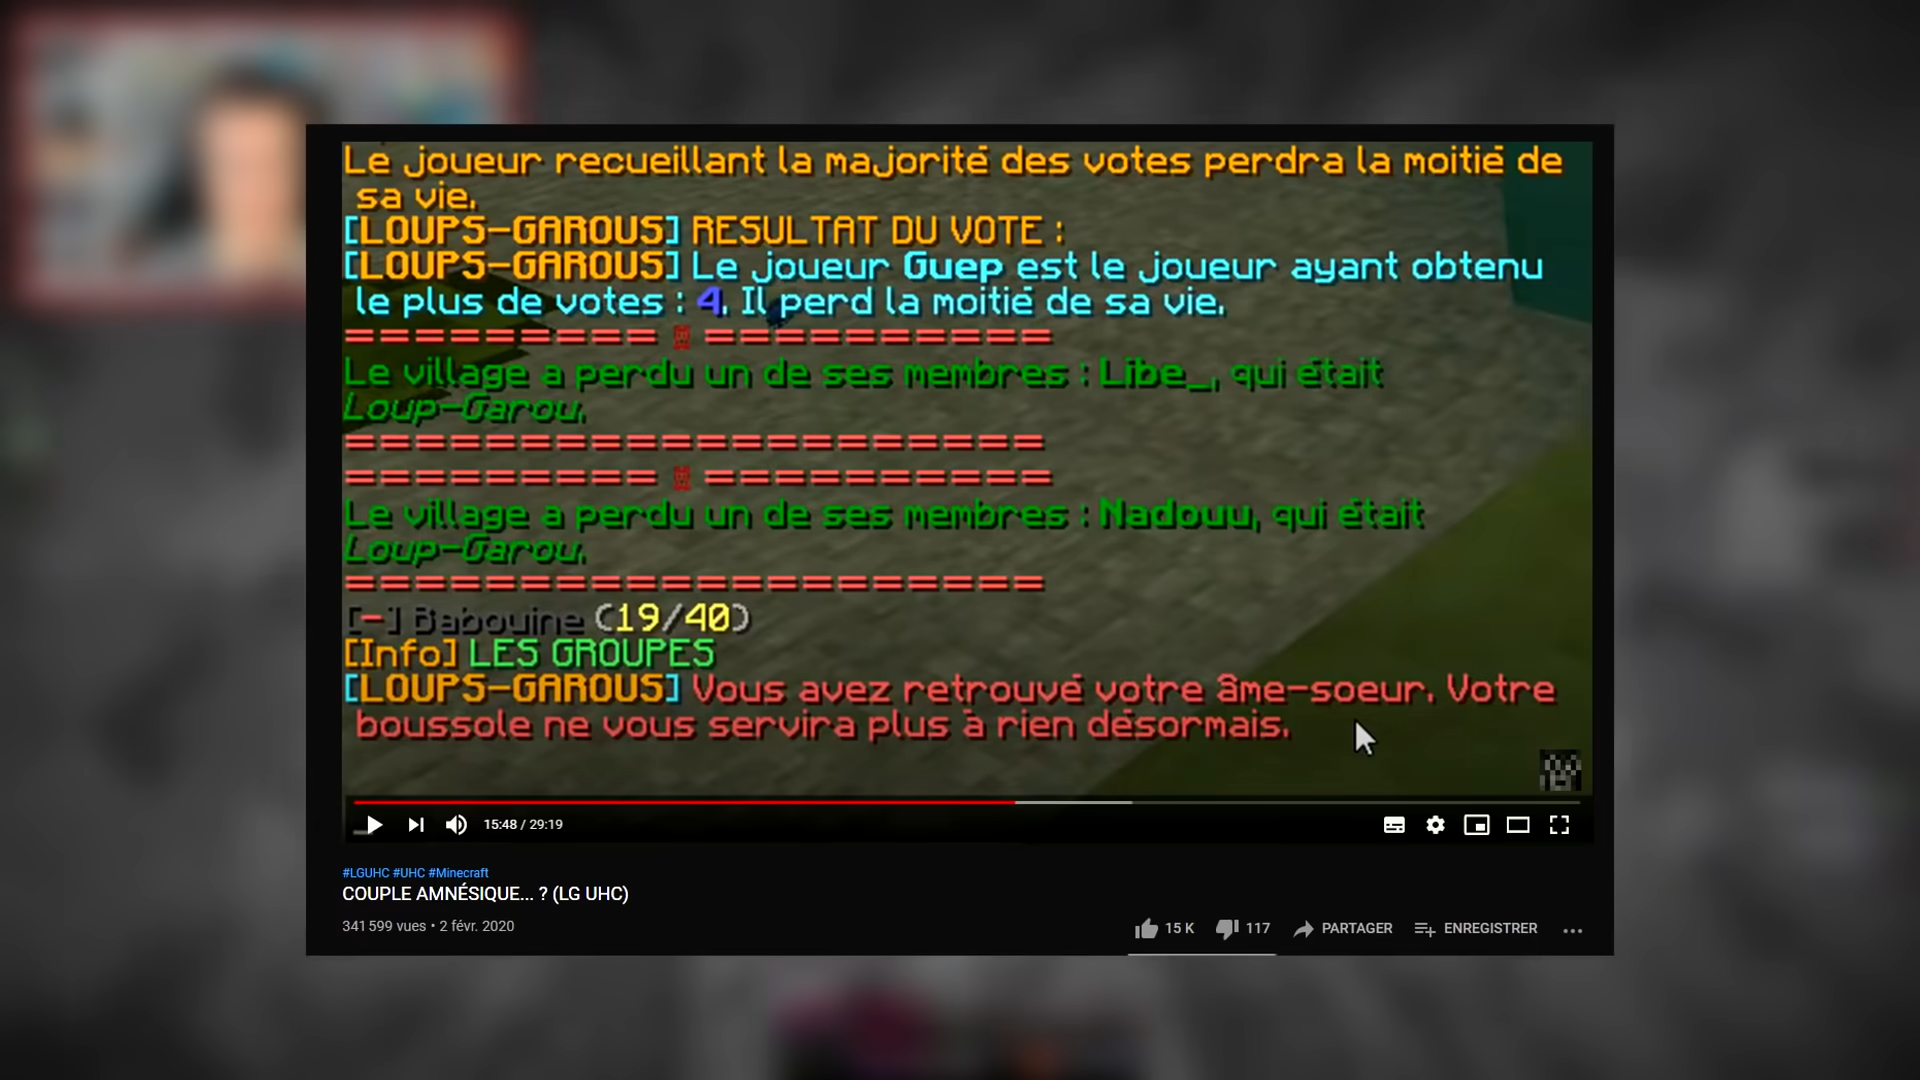 Le joueur recueillant la majorité des votes perdra la moitié de
sa vie.
[LOUPS-GAROUS] RESULTAT DU VOTE :
[LOUPS-GAROUS] Le joueur Guep est le joueur ayant obtenu
le plus de votes : 4. Il perd la moitié de sa vie.
========= ==========
Le village a perdu un de ses membres : Libe_, qui était
Loup-Garou.
====================
========= ==========
Le village a perdu un de ses membres : Nadouu, qui était
Loup-Garou.
====================
[-] Babouine (19/40)
[Info] LES GROUPES
[LOUPS-GAROUS] Vous avez retrouvé votre âme-soeur. Votre
boussole ne vous servira plus à rien désormais.
15:48 / 29:19
#LGUHC #UHC #Minecraft
COUPLE AMNÉSIQUE... ? (LG UHC)
341 599 vues • 2 févr. 2020
15 K 117 PARTAGER ENREGISTRER